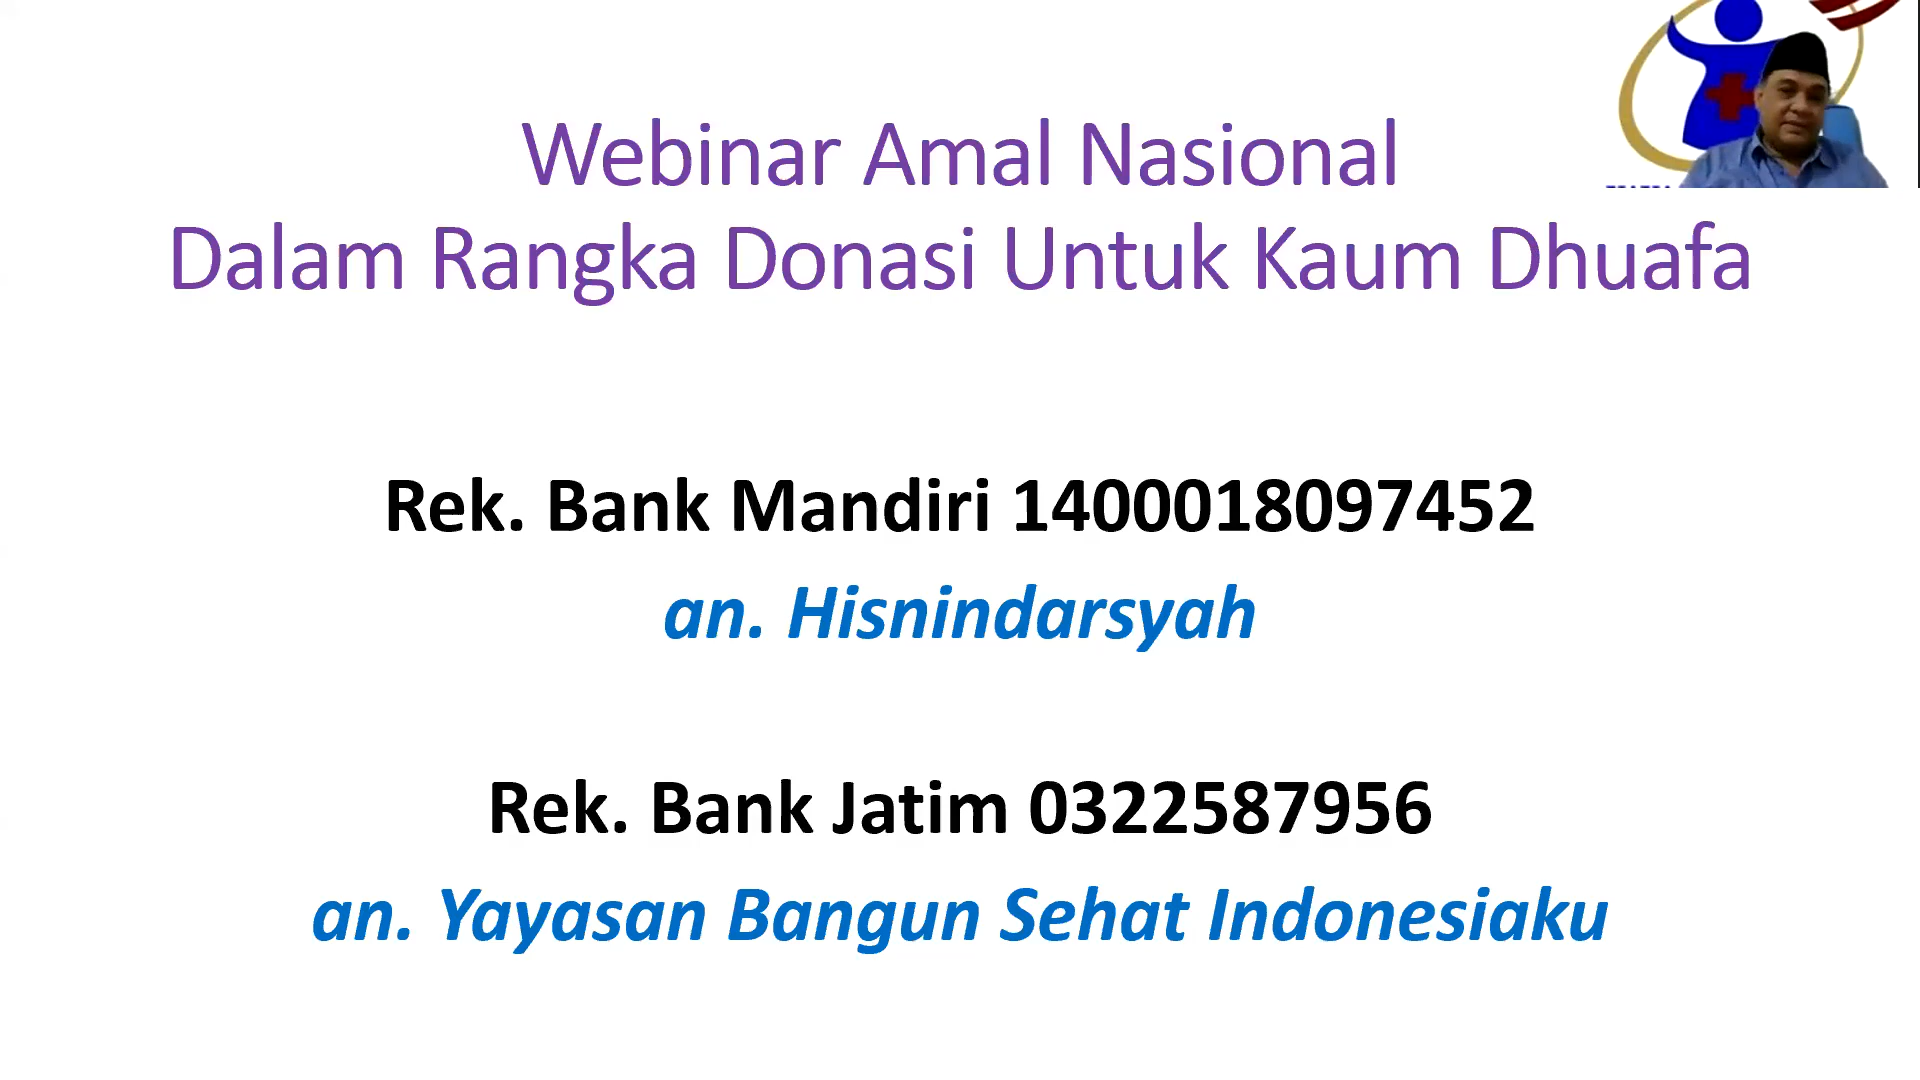 Webinar Amal Nasional
Dalam Rangka Donasi Untuk Kaum Dhuafa
Rek. Bank Mandiri 1400018097452
an. Hisnindarsyah
Rek. Bank Jatim 0322587956
an. Yayasan Bangun Sehat Indonesiaku